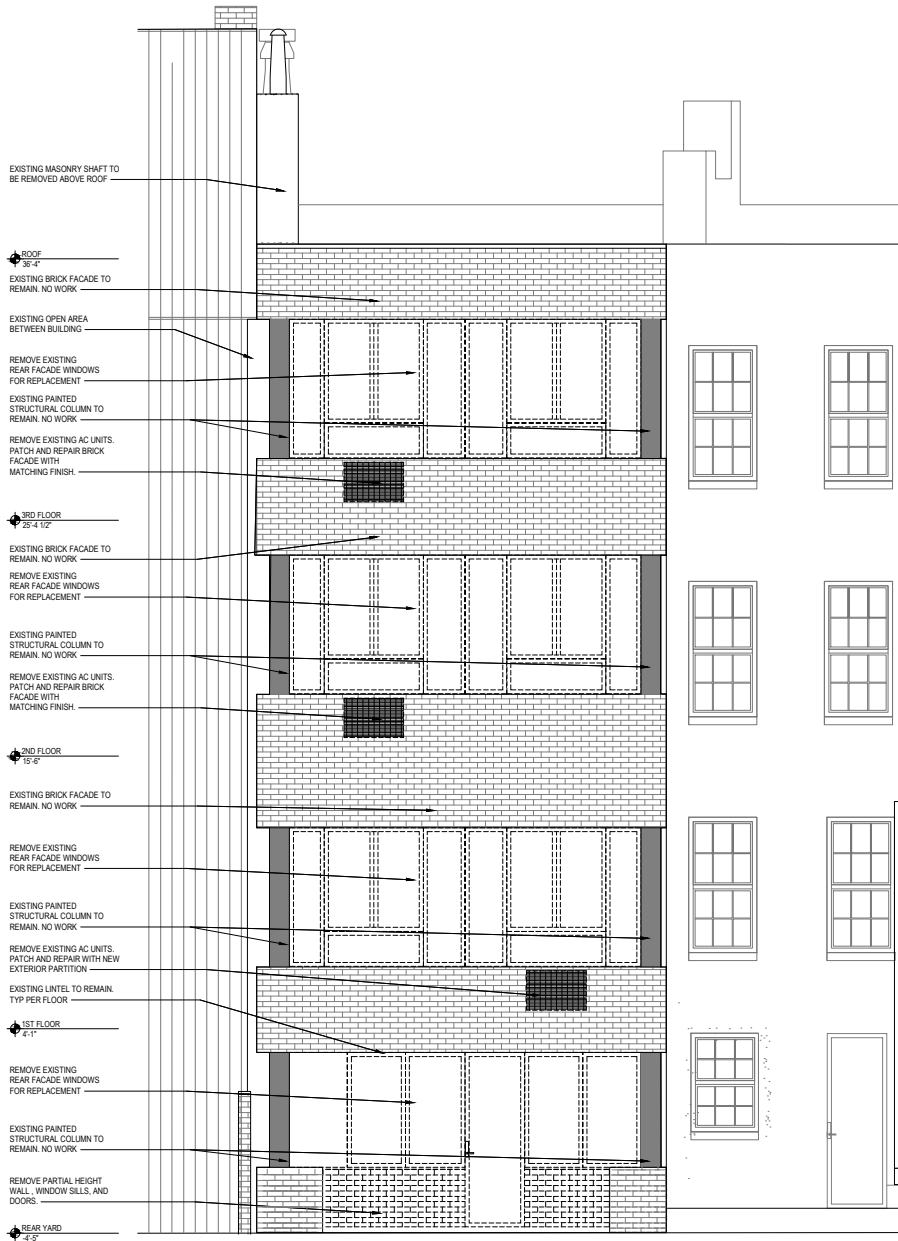 EXISTING MASONRY SHAFT TO
BE REMOVED ABOVE ROOF
ROOF
36'-4"
EXISTING BRICK FACADE TO
REMAIN. NO WORK
EXISTING OPEN AREA
BETWEEN BUILDING
REMOVE EXISTING
REAR FACADE WINDOWS
FOR REPLACEMENT
EXISTING PAINTED
STRUCTURAL COLUMN TO
REMAIN. NO WORK
REMOVE EXISTING AC UNITS.
PATCH AND REPAIR BRICK
FACADE WITH
MATCHING FINISH.
3RD FLOOR
25'-4 1/2"
EXISTING BRICK FACADE TO
REMAIN. NO WORK
REMOVE EXISTING
REAR FACADE WINDOWS
FOR REPLACEMENT
EXISTING PAINTED
STRUCTURAL COLUMN TO
REMAIN. NO WORK
REMOVE EXISTING AC UNITS.
PATCH AND REPAIR BRICK
FACADE WITH
MATCHING FINISH.
2ND FLOOR
15'-6"
EXISTING BRICK FACADE TO
REMAIN. NO WORK
REMOVE EXISTING
REAR FACADE WINDOWS
FOR REPLACEMENT
EXISTING PAINTED
STRUCTURAL COLUMN TO
REMAIN. NO WORK
REMOVE EXISTING AC UNITS.
PATCH AND REPAIR WITH NEW
EXTERIOR PARTITION
EXISTING LINTEL TO REMAIN.
TYP PER FLOOR
1ST FLOOR
4'-1"
REMOVE EXISTING
REAR FACADE WINDOWS
FOR REPLACEMENT
EXISTING PAINTED
STRUCTURAL COLUMN TO
REMAIN. NO WORK
REMOVE PARTIAL HEIGHT
WALL , WINDOW SILLS, AND
DOORS.
REAR YARD
-4'-5"